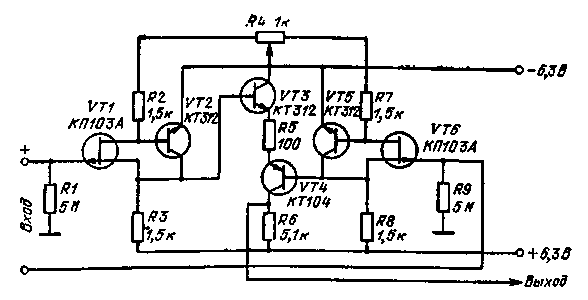 R4 1к
−6,3В
R2
1,5к
VT2
КТ312
VT3
КТ312
VT5
КТ312
R7
1,5к
VT1
КП103А
R5
100
VT6
КП103А
+
VT4
КТ104
R1
5М
R9
5М
Вход
R3
1,5к
R6
5,1к
R8
1,5к
+6,3В
Выход